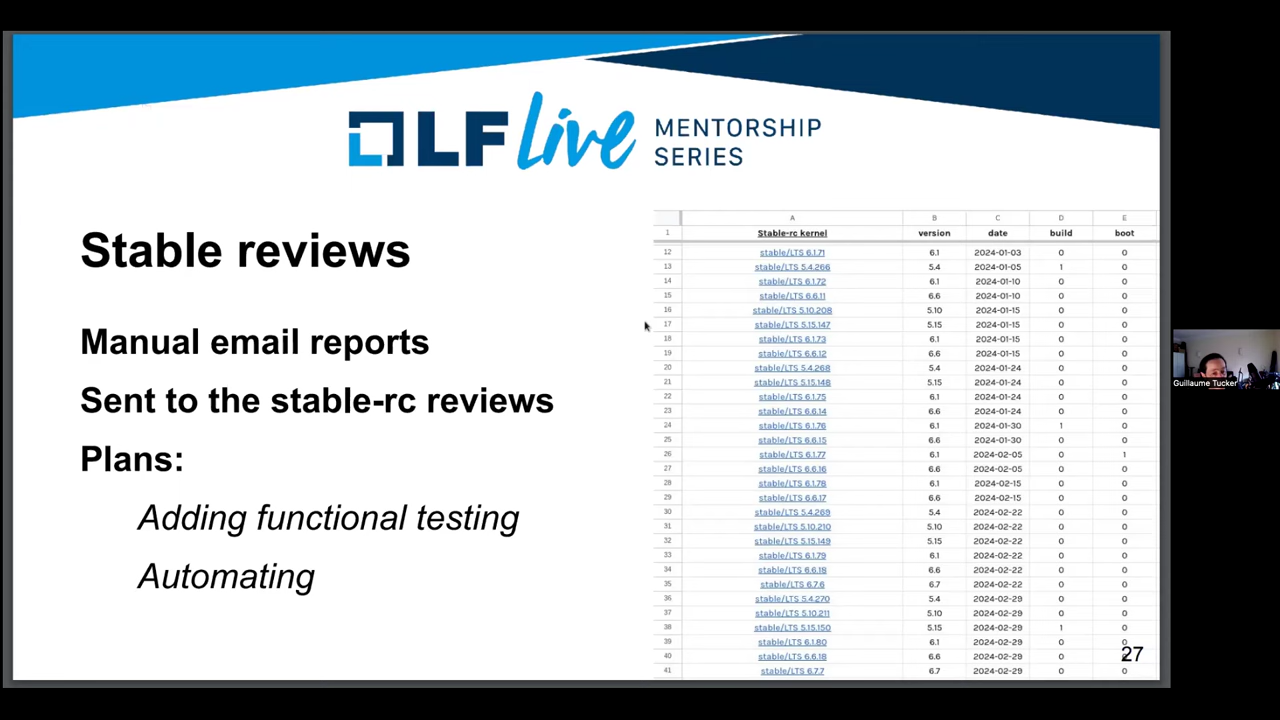 LF live MENTORSHIP
SERIES
Stable reviews
Manual email reports
Sent to the stable-rc reviews
Plans:
Adding functional testing
Automating
A B C D E
1 Stable-rc kernel version date build boot
12 stable/LTS 6.1.71 6.1 2024-01-03 0 0
13 stable/LTS 5.4.266 5.4 2024-01-05 1 0
14 stable/LTS 6.1.72 6.1 2024-01-10 0 0
15 stable/LTS 6.6.11 6.6 2024-01-10 0 0
16 stable/LTS 5.10.208 5.10 2024-01-15 0 0
17 stable/LTS 5.15.147 5.15 2024-01-15 0 0
18 stable/LTS 6.1.73 6.1 2024-01-15 0 0
19 stable/LTS 6.6.12 6.6 2024-01-15 0 0
20 stable/LTS 5.4.268 5.4 2024-01-24 0 0
21 stable/LTS 5.15.148 5.15 2024-01-24 0 0
22 stable/LTS 6.1.75 6.1 2024-01-24 0 0
23 stable/LTS 6.6.14 6.6 2024-01-24 0 0
24 stable/LTS 6.1.76 6.1 2024-01-30 1 0
25 stable/LTS 6.6.15 6.6 2024-01-30 0 0
26 stable/LTS 6.1.77 6.1 2024-02-05 0 1
27 stable/LTS 6.6.16 6.6 2024-02-05 0 0
28 stable/LTS 6.1.78 6.1 2024-02-15 0 0
29 stable/LTS 6.6.17 6.6 2024-02-15 0 0
30 stable/LTS 5.4.269 5.4 2024-02-22 0 0
31 stable/LTS 5.10.210 5.10 2024-02-22 0 0
32 stable/LTS 5.15.149 5.15 2024-02-22 0 0
33 stable/LTS 6.1.79 6.1 2024-02-22 0 0
34 stable/LTS 6.6.18 6.6 2024-02-22 0 0
35 stable/LTS 6.7.6 6.7 2024-02-22 0 0
36 stable/LTS 5.4.270 5.4 2024-02-29 0 0
37 stable/LTS 5.10.211 5.10 2024-02-29 0 0
38 stable/LTS 5.15.150 5.15 2024-02-29 1 0
39 stable/LTS 6.1.80 6.1 2024-02-29 0 0
40 stable/LTS 6.6.18 6.6 2024-02-29 0
41 stable/LTS 6.7.7 6.7 2024-02-29 0 0
27
Guillaume Tucker